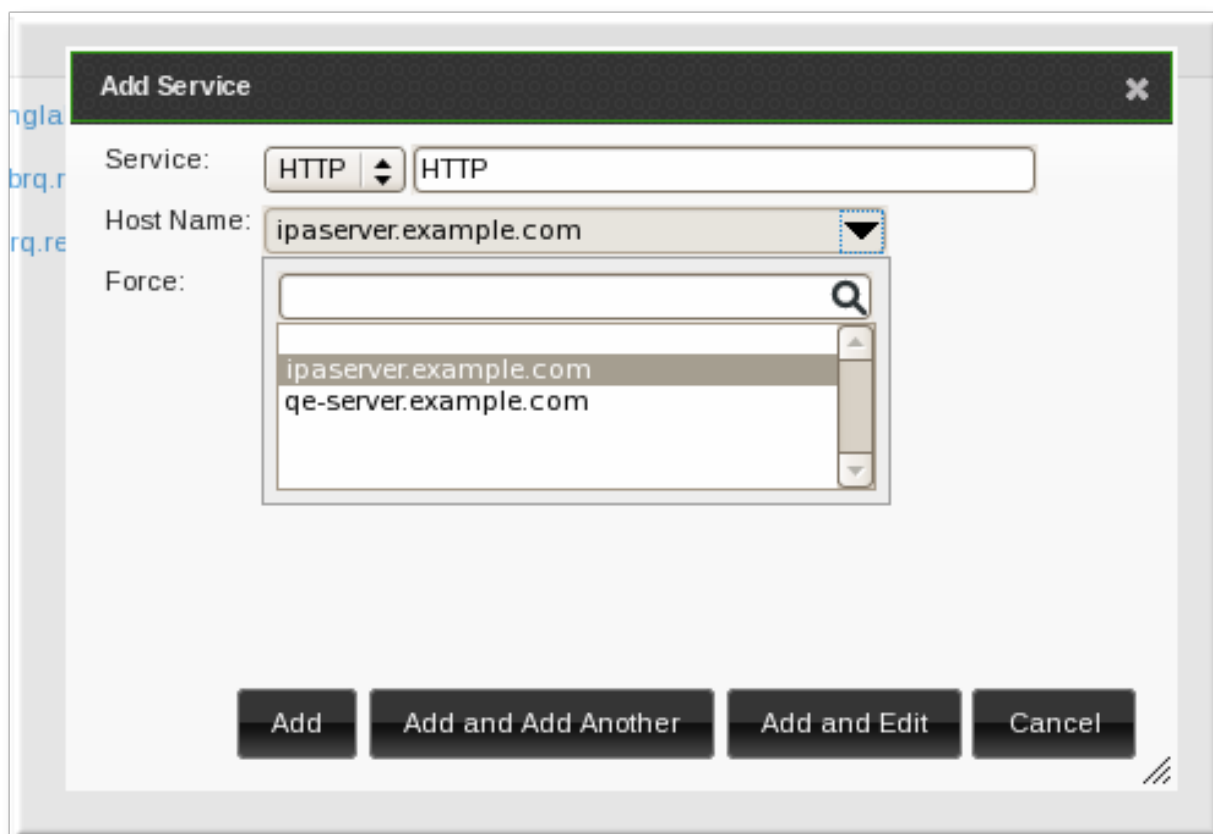 Add Service
Service: HTTP HTTP
Host Name: ipaserver.example.com
Force:
ipaserver.example.com
qe-server.example.com
Add Add and Add Another Add and Edit Cancel